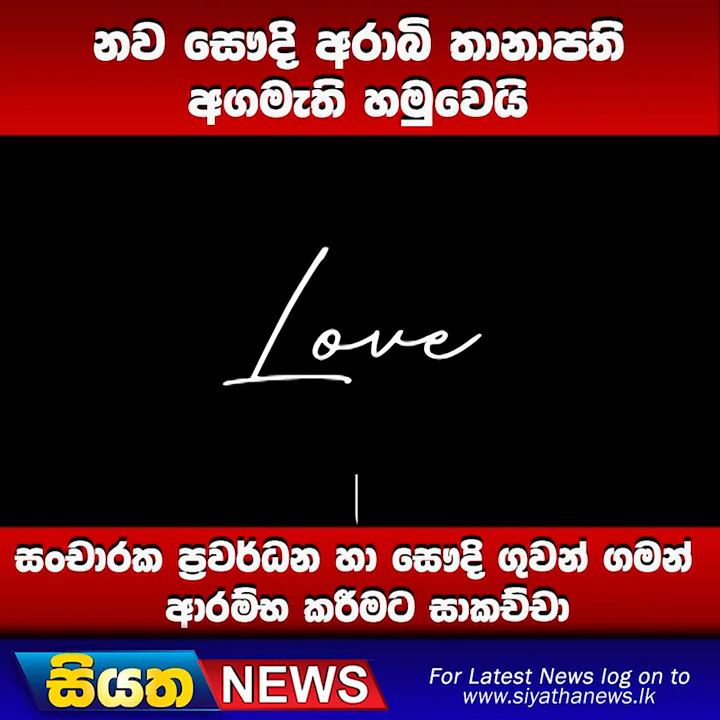 නව සෞදි අරාබි තානාපති
අගමැති හමුවෙයි
Love
සංචාරක ප්‍රවර්ධන හා සෞදි ගුවන් ගමන්
ආරම්භ කරීමට සාකච්චා
සියත NEWS
For Latest News log on to
www.siyathanews.lk